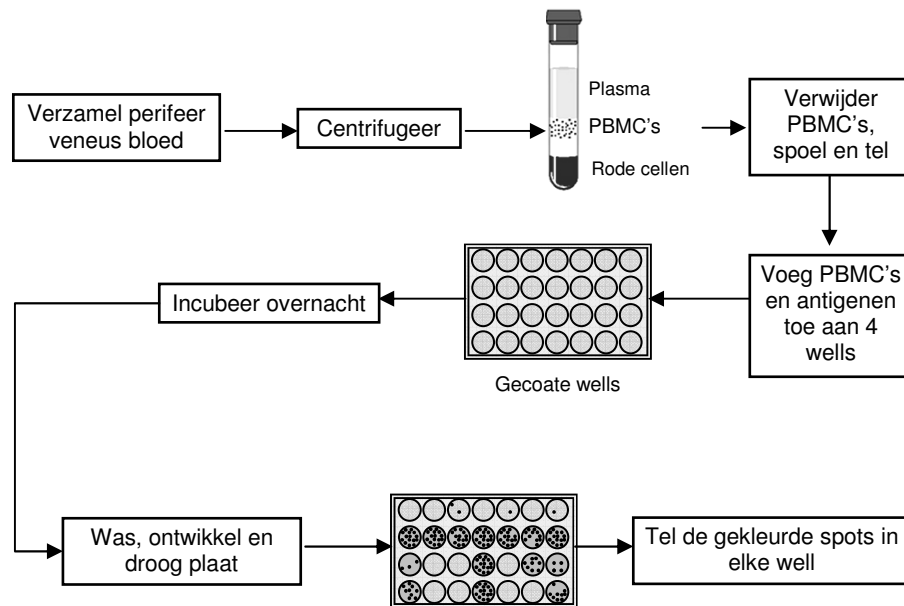 Verzamel perifeer
veneus bloed
Centrifugeer
Plasma
PBMC's
Rode cellen
Verwijder
PBMC's,
spoel en tel
Voeg PBMC's
en antigenen
toe aan 4
wells
Gecoate wells
Incubeer overnacht
Was, ontwikkel en
droog plaat
Tel de gekleurde spots in
elke well